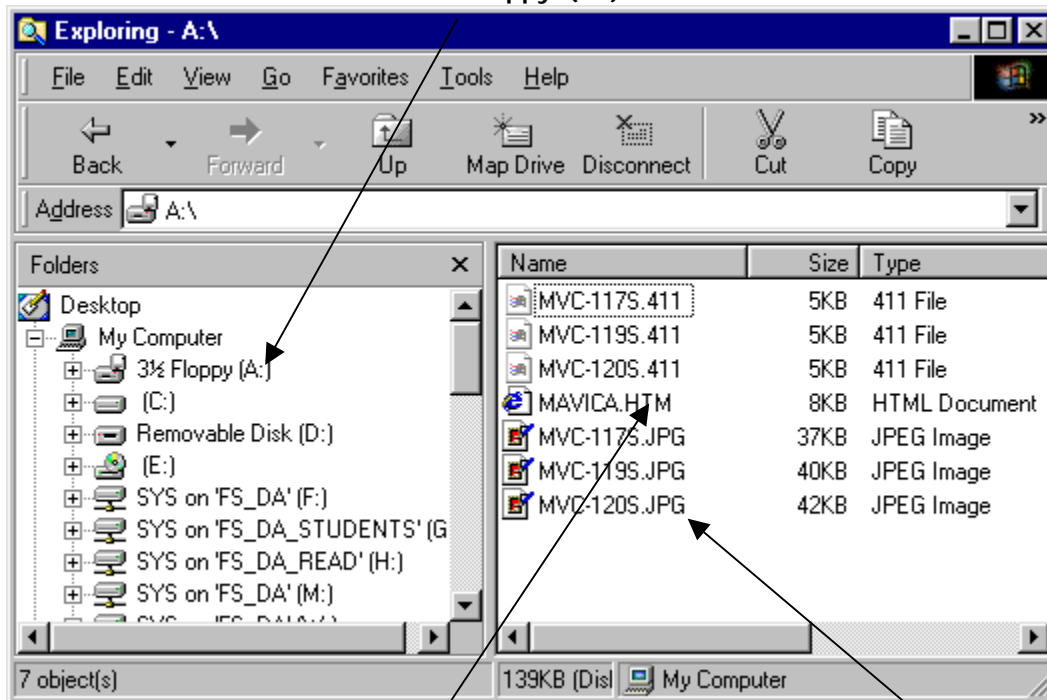 Exploring - A:\
File Edit View Go Favorites Tools Help
Back Forward Up Map Drive Disconnect Cut Copy »
Address A:\
Folders
Desktop
My Computer
3½ Floppy (A:)
(C:)
Removable Disk (D:)
(E:)
SYS on 'FS_DA' (F:)
SYS on 'FS_DA_STUDENTS' (G
SYS on 'FS_DA_READ' (H:)
SYS on 'FS_DA' (M:)
Name Size Type
MVC-117S.411 5KB 411 File
MVC-119S.411 5KB 411 File
MVC-120S.411 5KB 411 File
MAVICA.HTM 8KB HTML Document
MVC-117S.JPG 37KB JPEG Image
MVC-119S.JPG 40KB JPEG Image
MVC-120S.JPG 42KB JPEG Image
7 object(s) 139KB (Disl My Computer